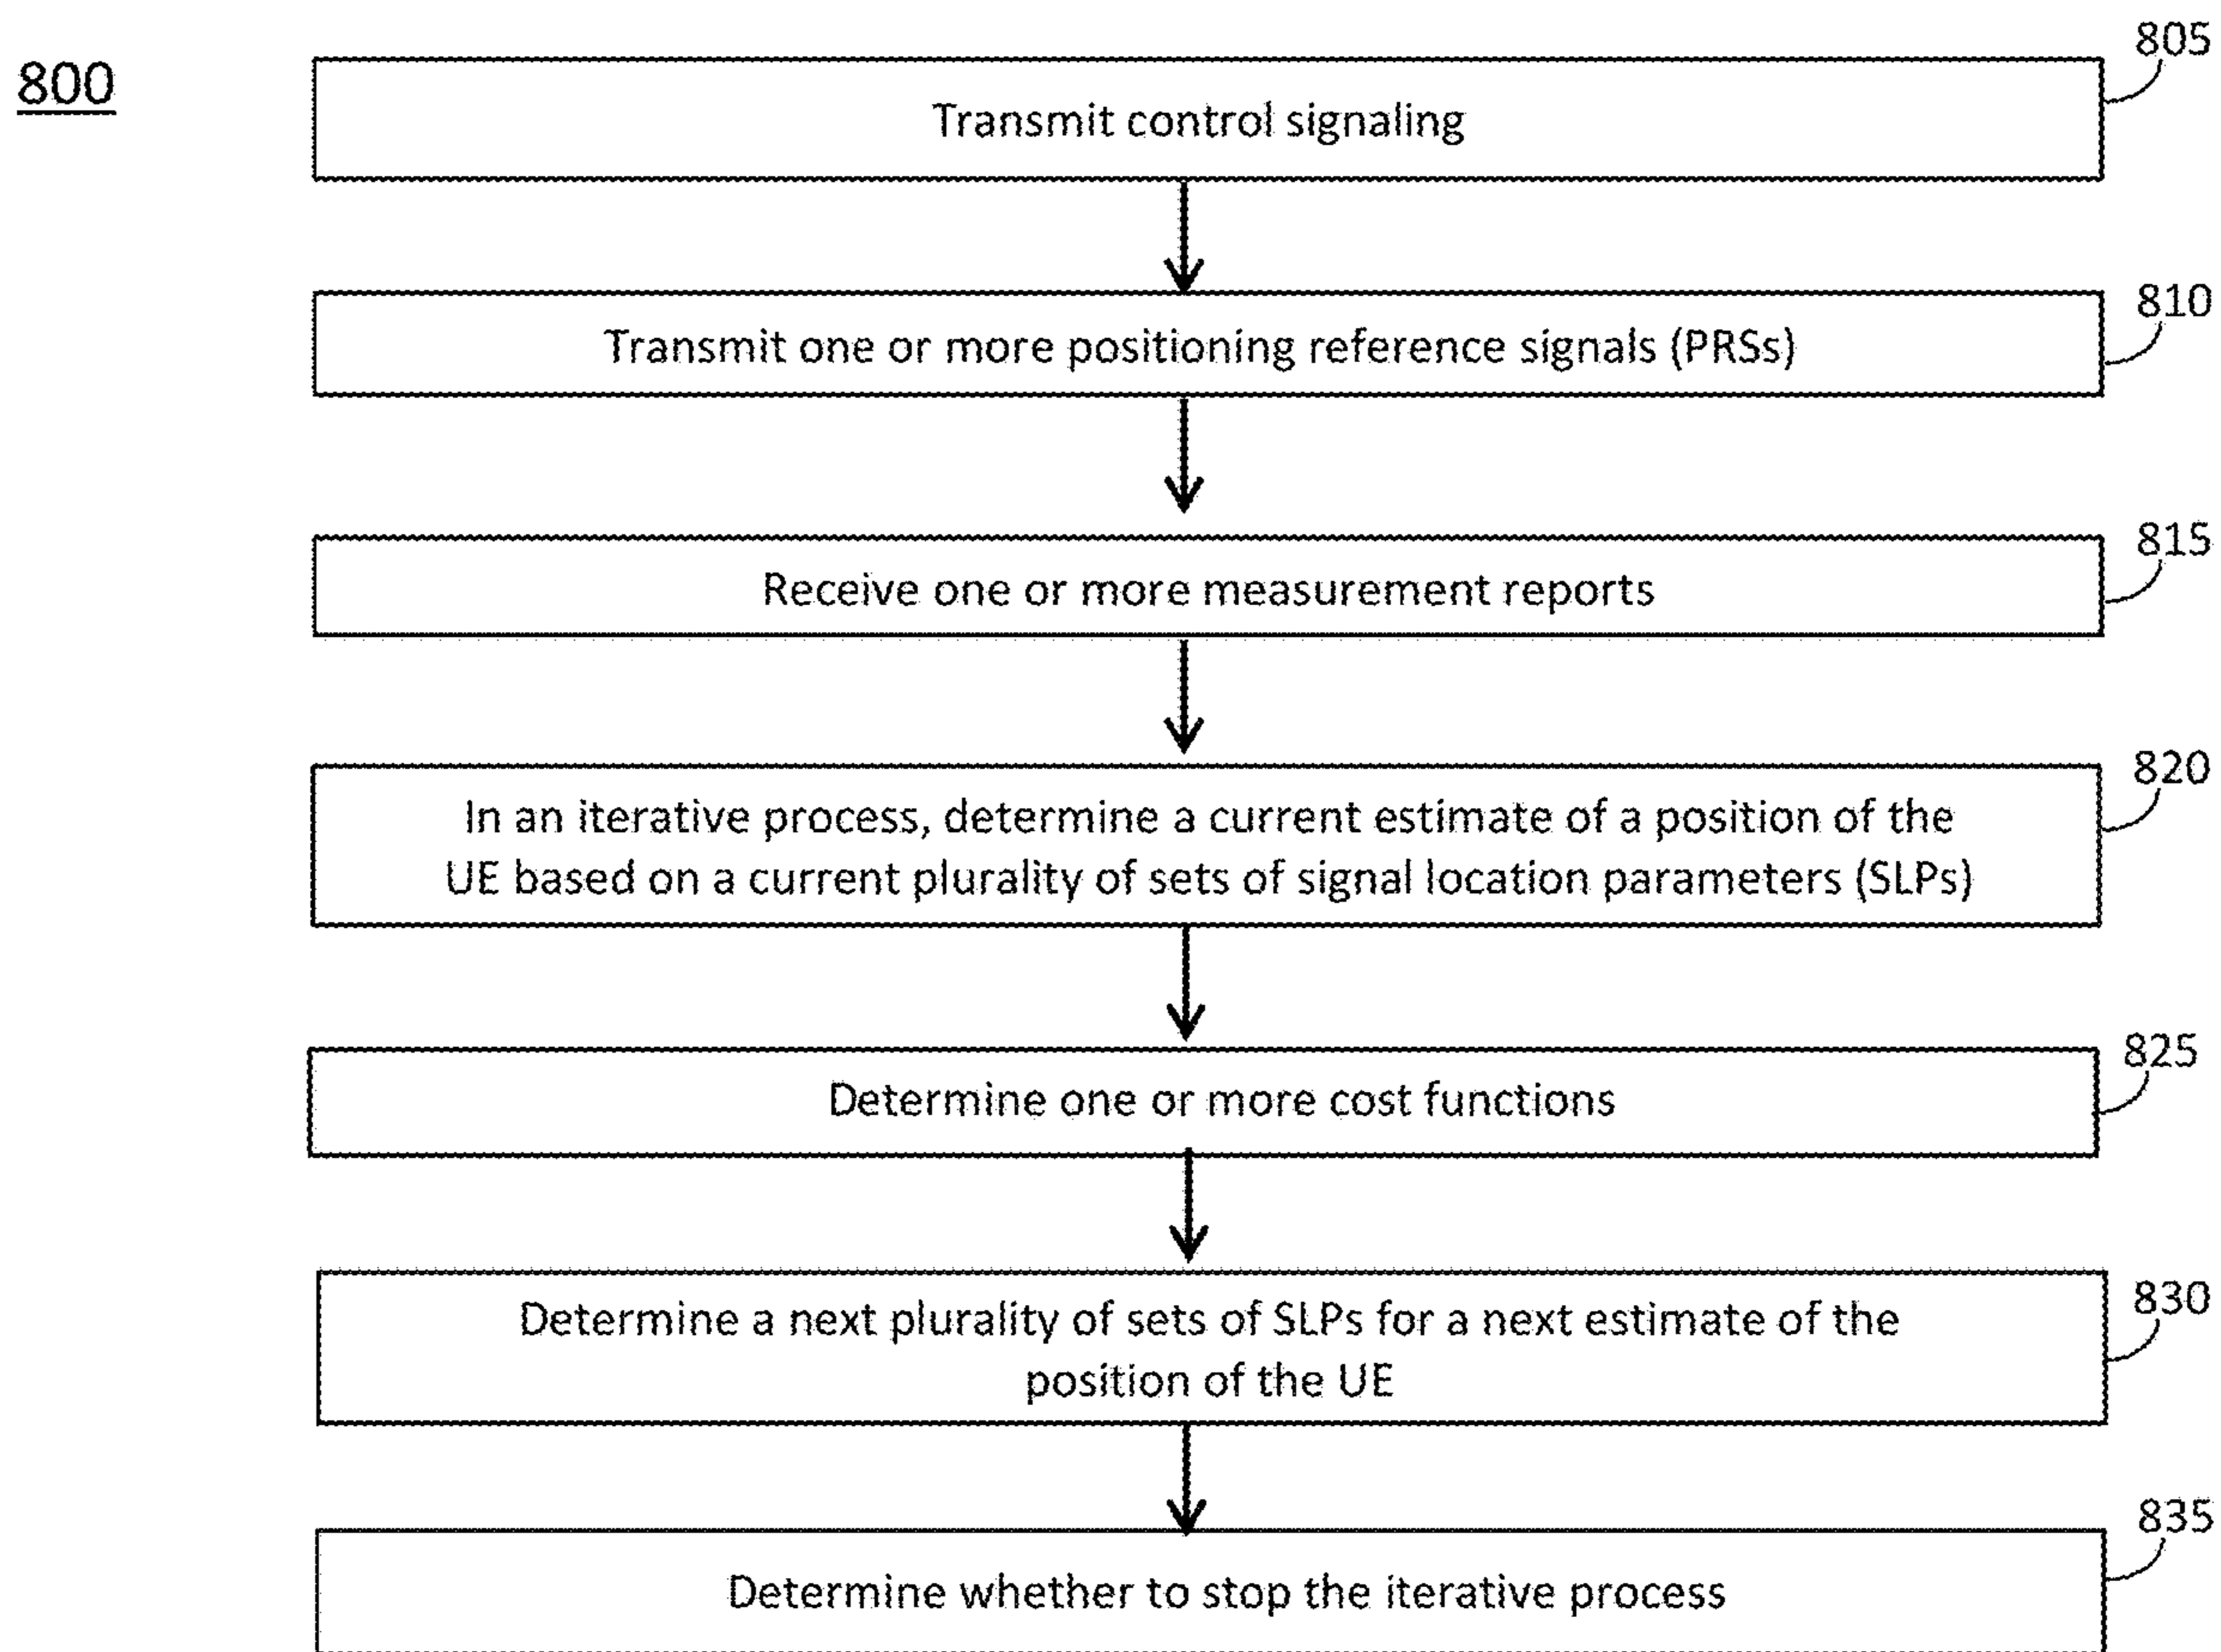 800
805
Transmit control signaling
810
Transmit one or more positioning reference signals (PRSs)
815
Receive one or more measurement reports
820
In an iterative process, determine a current estimate of a position of the
UE based on a current plurality of sets of signal location parameters (SLPs)
825
Determine one or more cost functions
830
Determine a next plurality of sets of SLPs for a next estimate of the
position of the UE
835
Determine whether to stop the iterative process